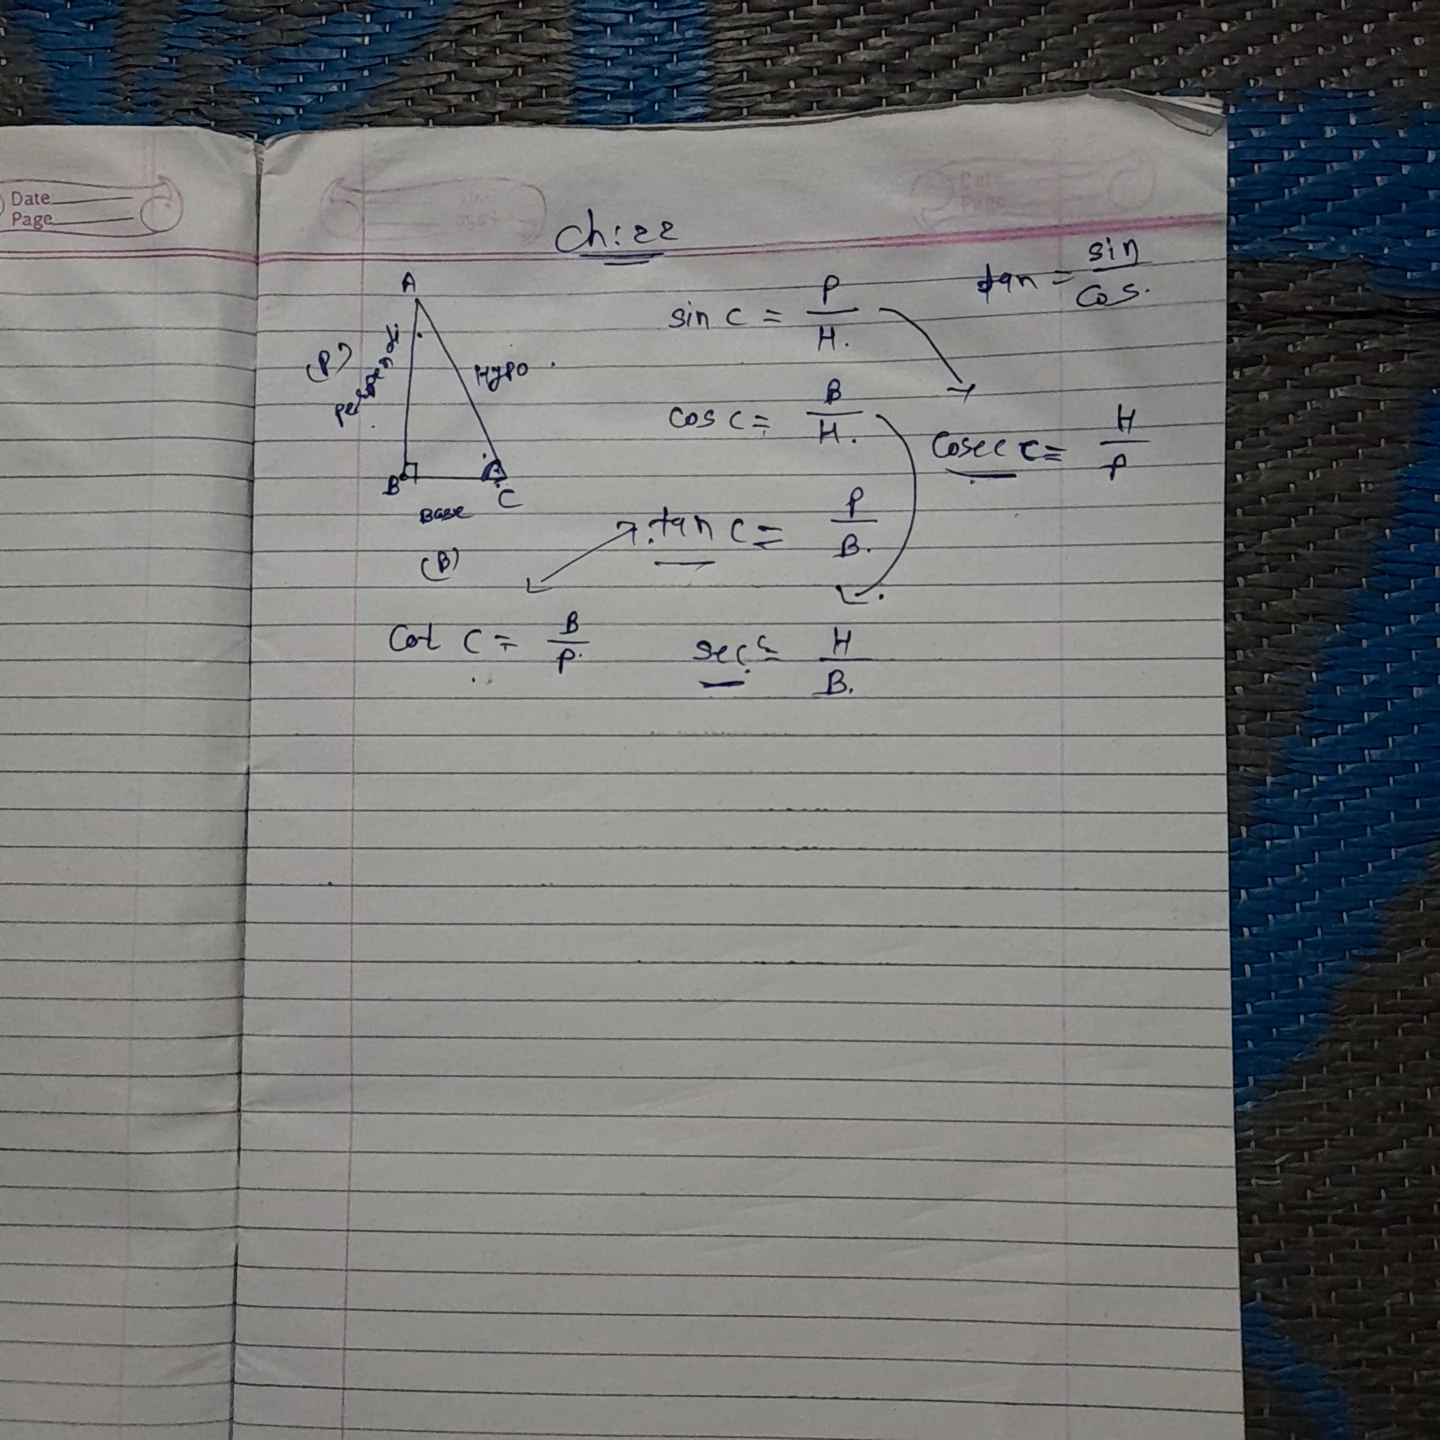 Date
Page
Ch:22
tan = sin/cos.
A
sin C = P/H.
(P)
Hypo.
cos C = B/H.
cosec C = H/P
B
C
Base
tan C = P/B.
(B)
Cot C = B/P.
sec C = H/B.